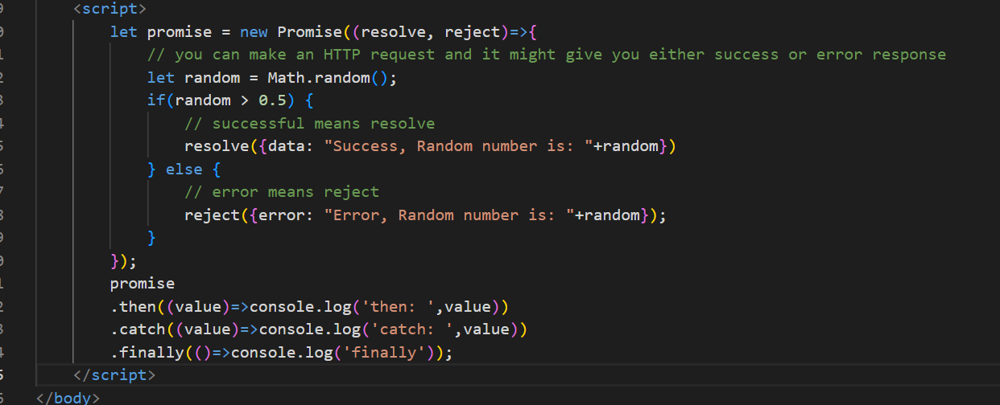 <script>
let promise = new Promise((resolve, reject)=>{
// you can make an HTTP request and it might give you either success or error response
let random = Math.random();
if(random > 0.5) {
// successful means resolve
resolve({data: "Success, Random number is: "+random})
} else {
// error means reject
reject({error: "Error, Random number is: "+random});
}
});
promise
.then((value)=>console.log('then: ',value))
.catch((value)=>console.log('catch: ',value))
.finally(()=>console.log('finally'));
</script>
</body>